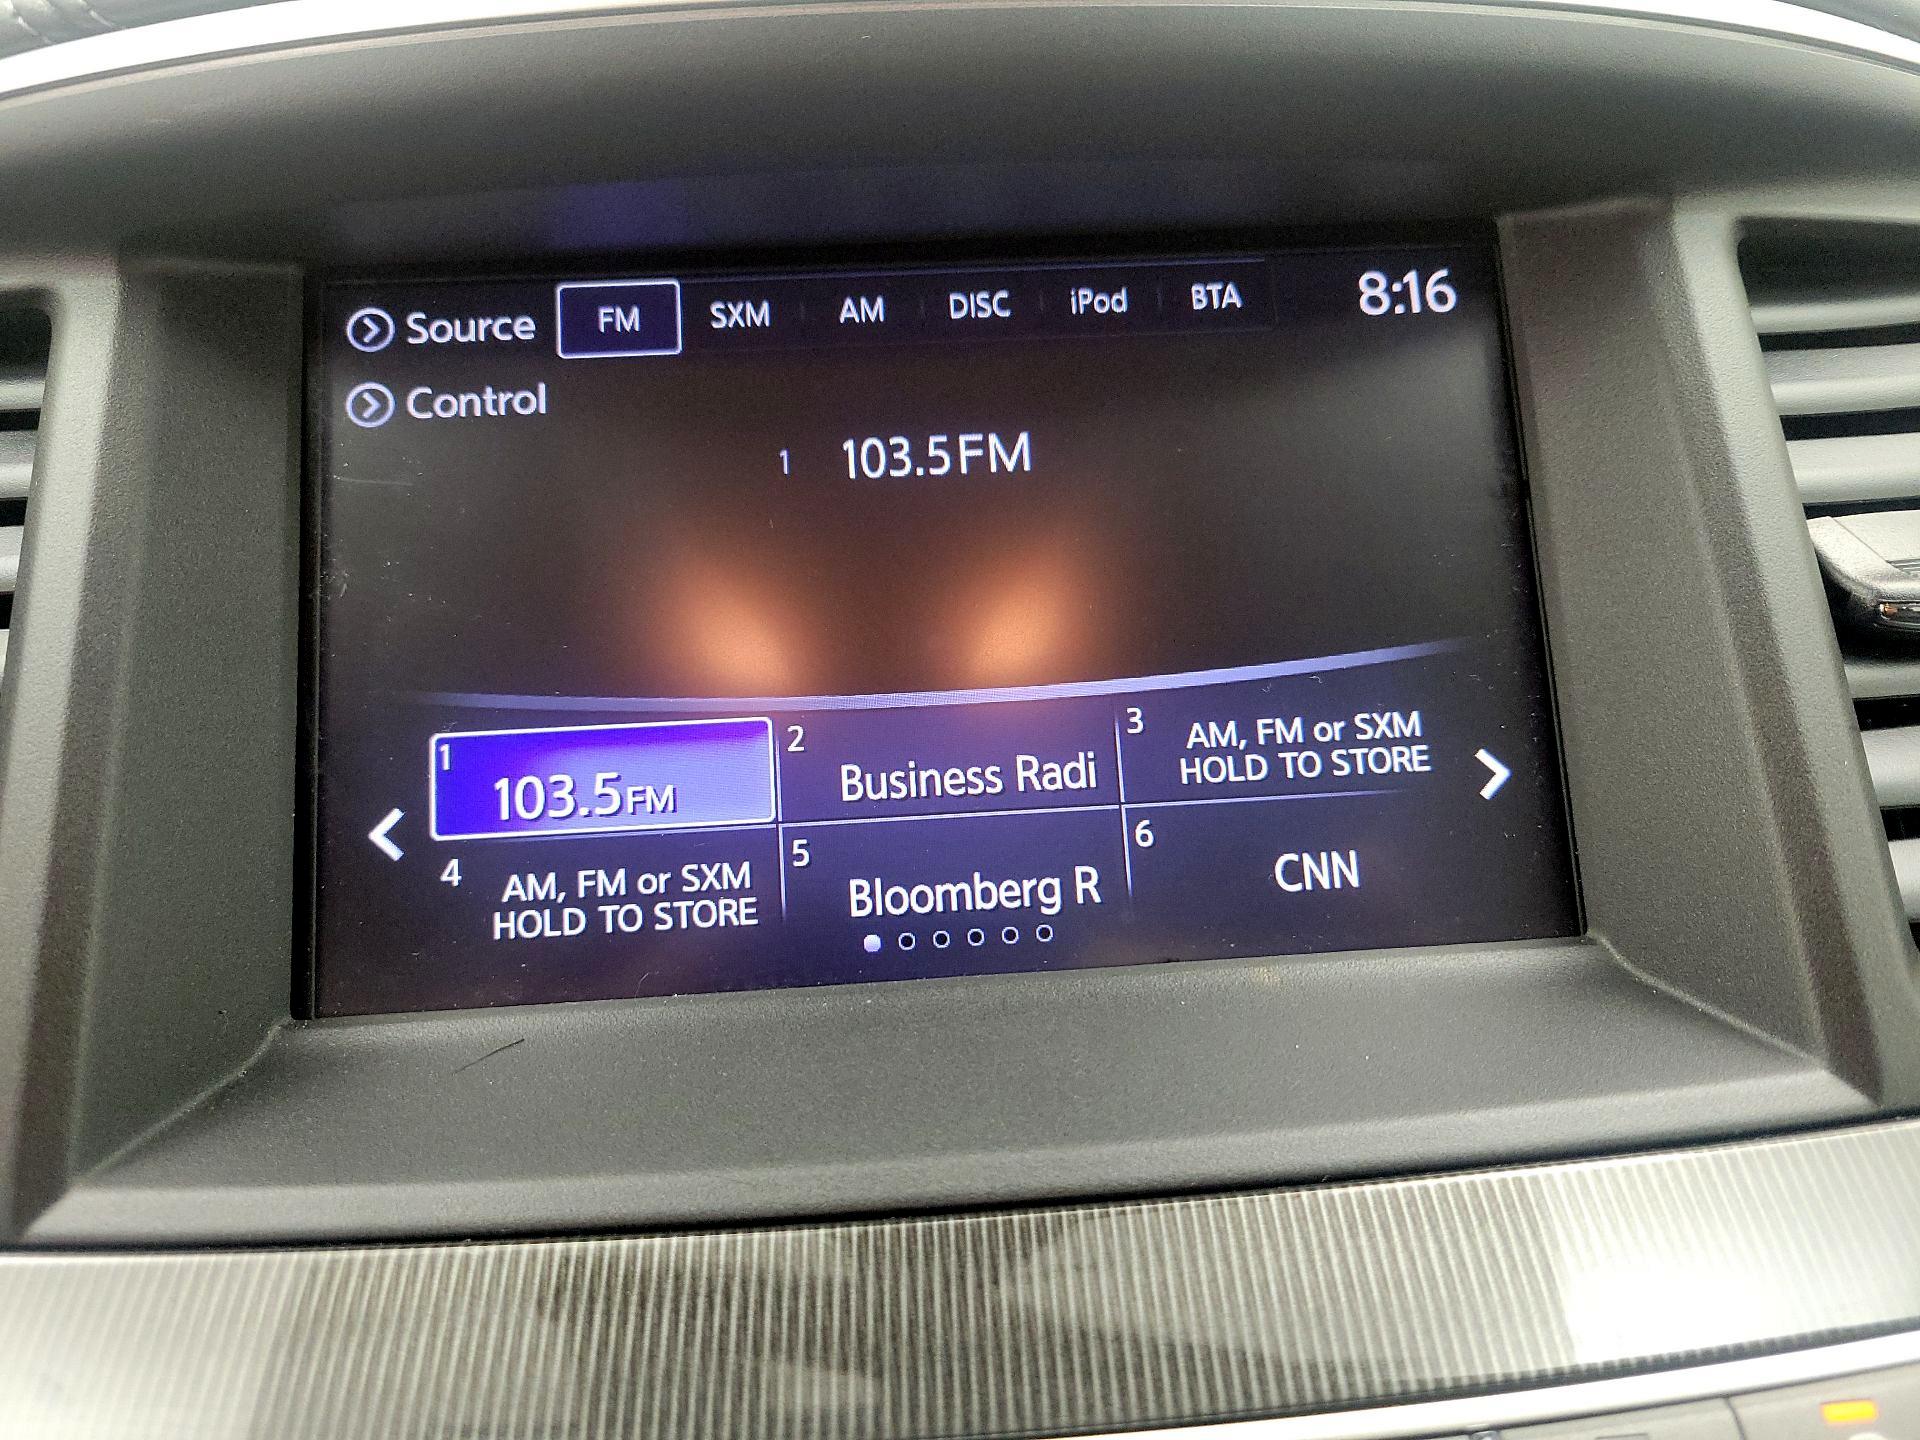 Source FM SXM AM DISC iPod BTA 8:16
Control
1 103.5FM
1 103.5FM
2 Business Radi
3 AM, FM or SXM
HOLD TO STORE
4 AM, FM or SXM
HOLD TO STORE
5 Bloomberg R
6 CNN